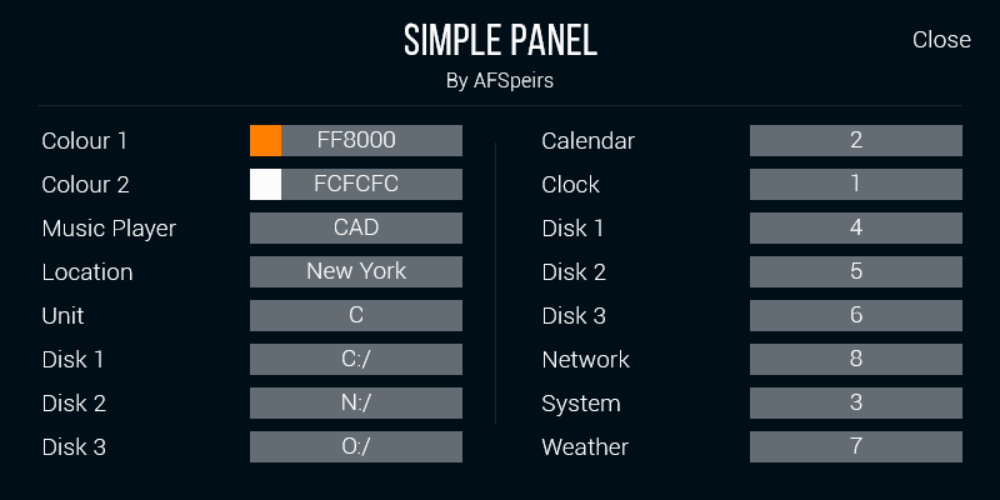 SIMPLE PANEL
Close
By AFSpeirs
Colour 1 FF8000
Colour 2 FCFCFC
Music Player CAD
Location New York
Unit C
Disk 1 C:/
Disk 2 N:/
Disk 3 O:/
Calendar 2
Clock 1
Disk 1 4
Disk 2 5
Disk 3 6
Network 8
System 3
Weather 7